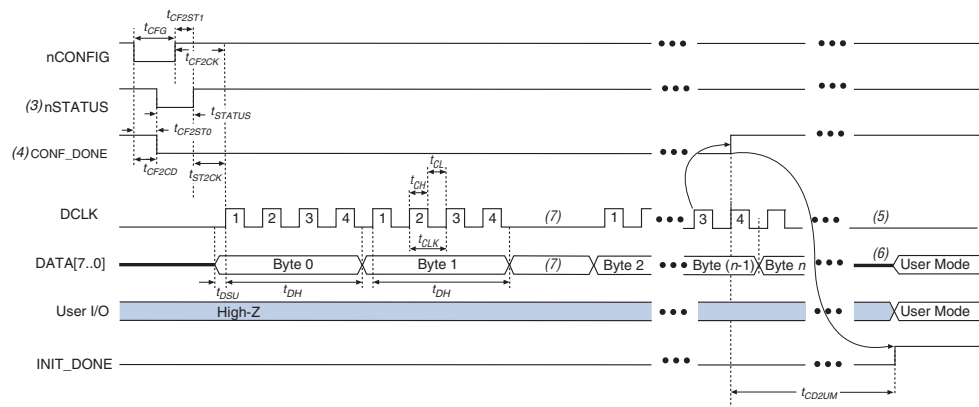 tCF2ST1
tCFG
nCONFIG
tCF2CK
(3) nSTATUS
tSTATUS
tCF2ST0
(4) CONF_DONE
tCF2CD
tST2CK
tCL
tCH
DCLK
1 2 3 4 1 2 3 4 (7) 1 3 4 (5)
tCLK
DATA[7..0]
Byte 0 Byte 1 (7) Byte 2 Byte (n-1) Byte n (6) User Mode
tDSU tDH tDH
User I/O
High-Z User Mode
INIT_DONE
tCD2UM